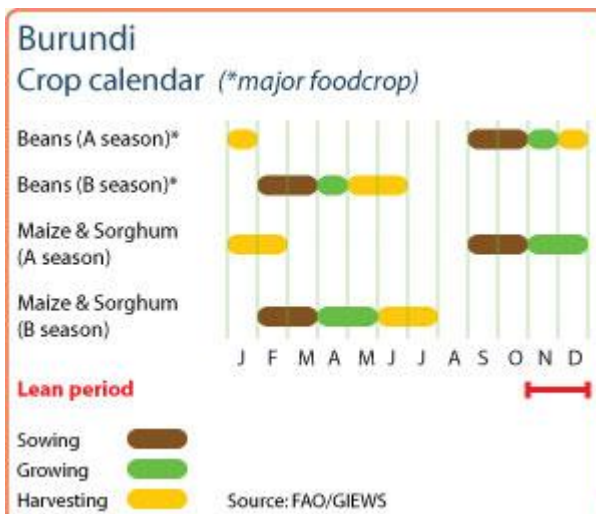 Burundi
Crop calendar (*major foodcrop)
Beans (A season)*
Beans (B season)*
Maize & Sorghum
(A season)
Maize & Sorghum
(B season)
J F M A M J J A S O N D
Lean period
Sowing
Growing
Harvesting
Source: FAO/GIEWS